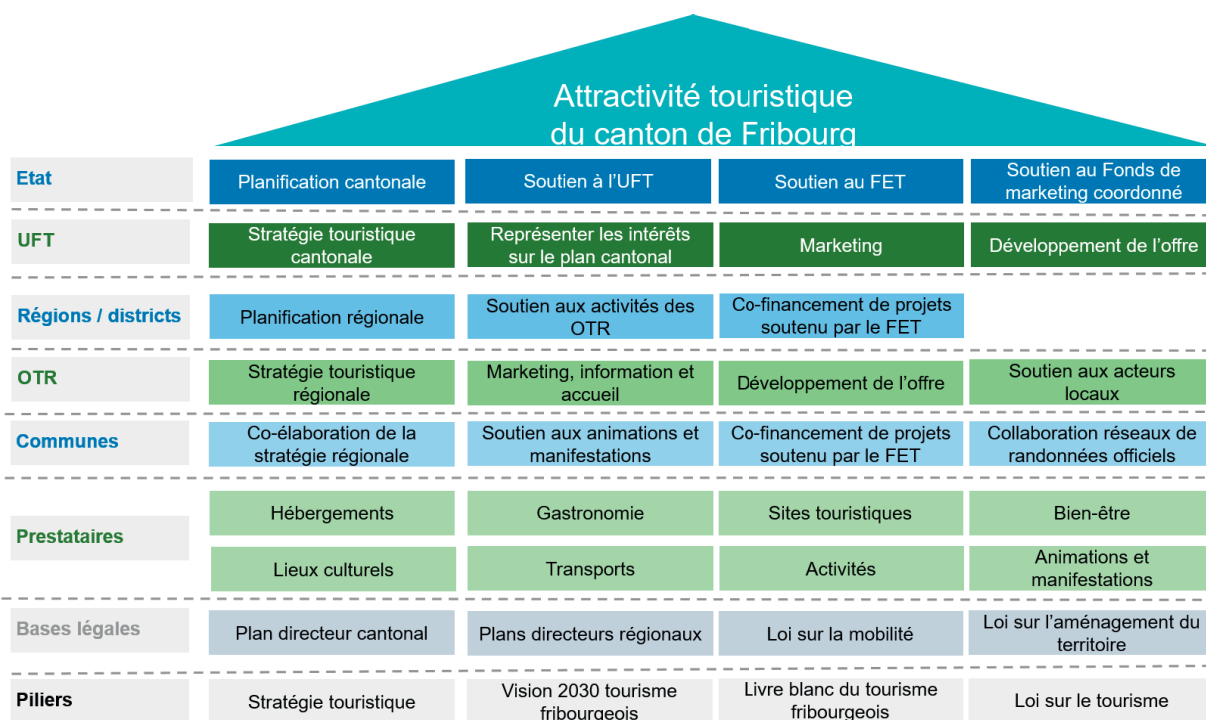 Attractivité touristique
du canton de Fribourg
Etat
Planification cantonale
Soutien à l'UFT
Soutien au FET
Soutien au Fonds de
marketing coordonné
UFT
Stratégie touristique
cantonale
Représenter les intérêts
sur le plan cantonal
Marketing
Développement de l'offre
Régions / districts
Planification régionale
Soutien aux activités des
OTR
Co-financement de projets
soutenu par le FET
OTR
Stratégie touristique
régionale
Marketing, information et
accueil
Développement de l'offre
Soutien aux acteurs
locaux
Communes
Co-élaboration de la
stratégie régionale
Soutien aux animations et
manifestations
Co-financement de projets
soutenu par le FET
Collaboration réseaux de
randonnées officiels
Prestataires
Hébergements
Gastronomie
Sites touristiques
Bien-être
Lieux culturels
Transports
Activités
Animations et
manifestations
Bases légales
Plan directeur cantonal
Plans directeurs régionaux
Loi sur la mobilité
Loi sur l'aménagement du
territoire
Piliers
Stratégie touristique
Vision 2030 tourisme
fribourgeois
Livre blanc du tourisme
fribourgeois
Loi sur le tourisme